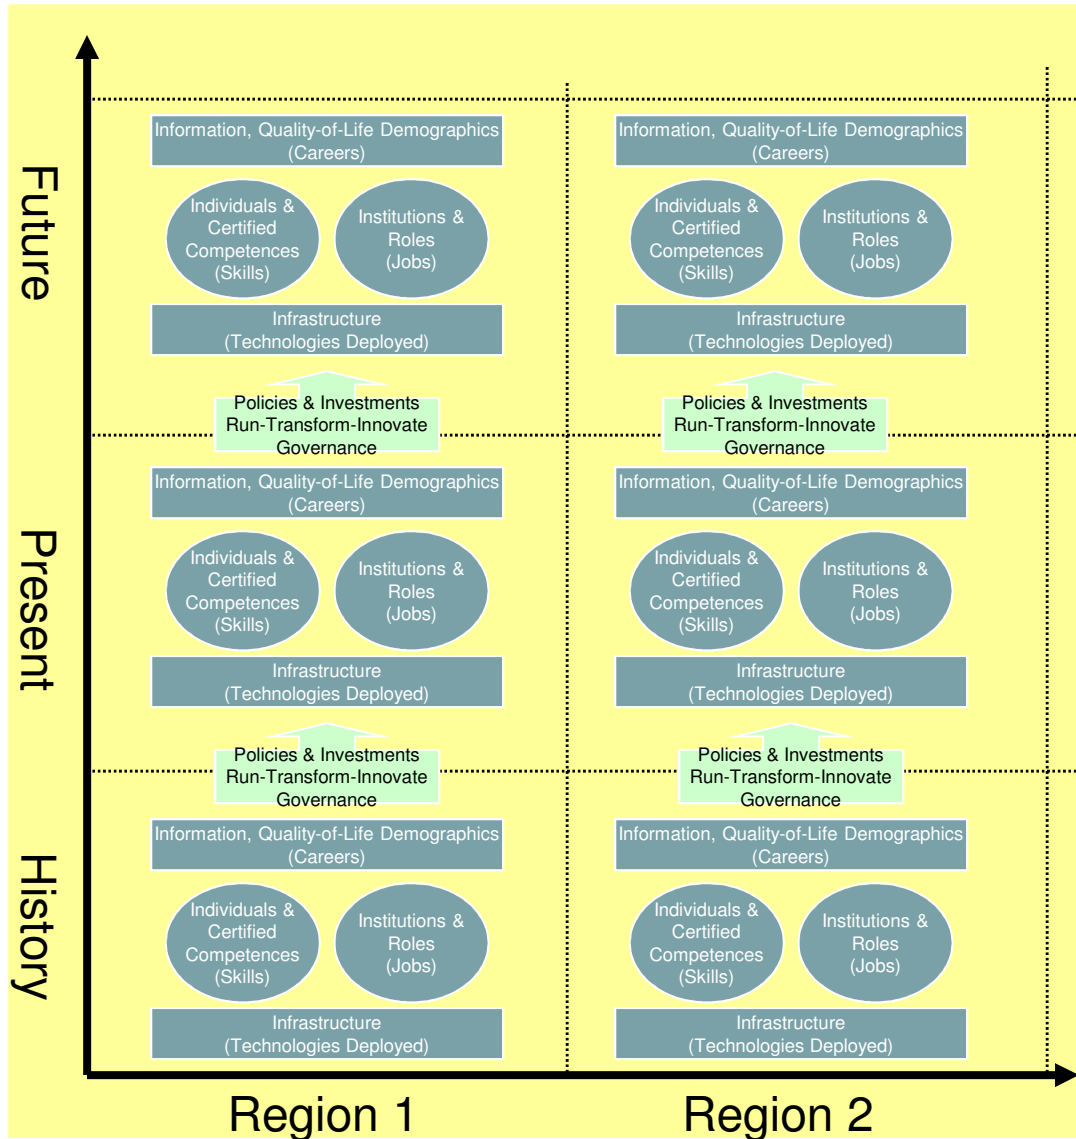 Future
Information, Quality-of-Life Demographics
(Careers)
Individuals &
Certified
Competences
(Skills)
Institutions &
Roles
(Jobs)
Infrastructure
(Technologies Deployed)
Information, Quality-of-Life Demographics
(Careers)
Individuals &
Certified
Competences
(Skills)
Institutions &
Roles
(Jobs)
Infrastructure
(Technologies Deployed)
Policies & Investments
Run-Transform-Innovate
Governance
Policies & Investments
Run-Transform-Innovate
Governance
Present
Information, Quality-of-Life Demographics
(Careers)
Individuals &
Certified
Competences
(Skills)
Institutions &
Roles
(Jobs)
Infrastructure
(Technologies Deployed)
Information, Quality-of-Life Demographics
(Careers)
Individuals &
Certified
Competences
(Skills)
Institutions &
Roles
(Jobs)
Infrastructure
(Technologies Deployed)
Policies & Investments
Run-Transform-Innovate
Governance
Policies & Investments
Run-Transform-Innovate
Governance
History
Information, Quality-of-Life Demographics
(Careers)
Individuals &
Certified
Competences
(Skills)
Institutions &
Roles
(Jobs)
Infrastructure
(Technologies Deployed)
Information, Quality-of-Life Demographics
(Careers)
Individuals &
Certified
Competences
(Skills)
Institutions &
Roles
(Jobs)
Infrastructure
(Technologies Deployed)
Region 1
Region 2